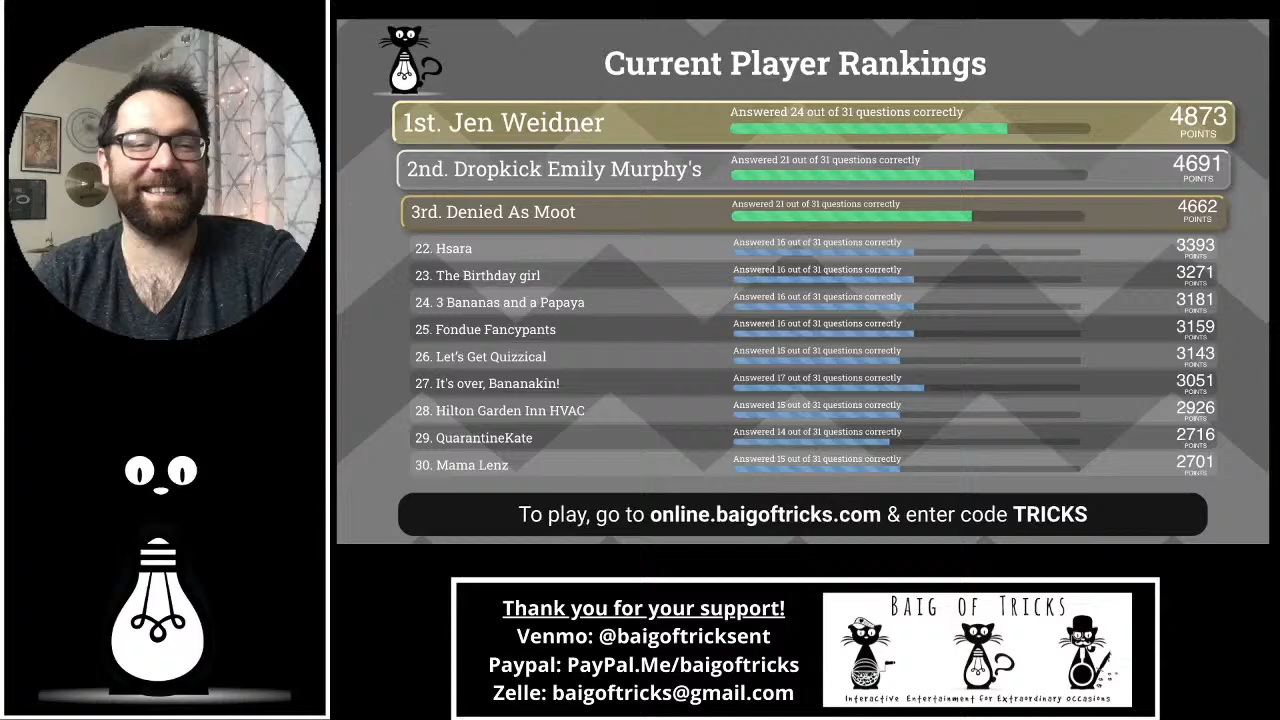 Current Player Rankings
1st. Jen Weidner
Answered 24 out of 31 questions correctly
4873
POINTS
2nd. Dropkick Emily Murphy's
Answered 21 out of 31 questions correctly
4691
POINTS
3rd. Denied As Moot
Answered 21 out of 31 questions correctly
4662
POINTS
22. Hsara
Answered 16 out of 31 questions correctly
3393
POINTS
23. The Birthday girl
Answered 16 out of 31 questions correctly
3271
POINTS
24. 3 Bananas and a Papaya
Answered 16 out of 31 questions correctly
3181
POINTS
25. Fondue Fancypants
Answered 16 out of 31 questions correctly
3159
POINTS
26. Let's Get Quizzical
Answered 15 out of 31 questions correctly
3143
POINTS
27. It's over, Bananakin!
Answered 17 out of 31 questions correctly
3051
POINTS
28. Hilton Garden Inn HVAC
Answered 15 out of 31 questions correctly
2926
POINTS
29. QuarantineKate
Answered 14 out of 31 questions correctly
2716
POINTS
30. Mama Lenz
Answered 15 out of 31 questions correctly
2701
POINTS
To play, go to online.baigoftricks.com & enter code TRICKS
Thank you for your support!
Venmo: @baigoftricksent
Paypal: PayPal.Me/baigoftricks
Zelle: baigoftricks@gmail.com
BAIG OF TRICKS
Interactive Entertainment for Extraordinary Occasions